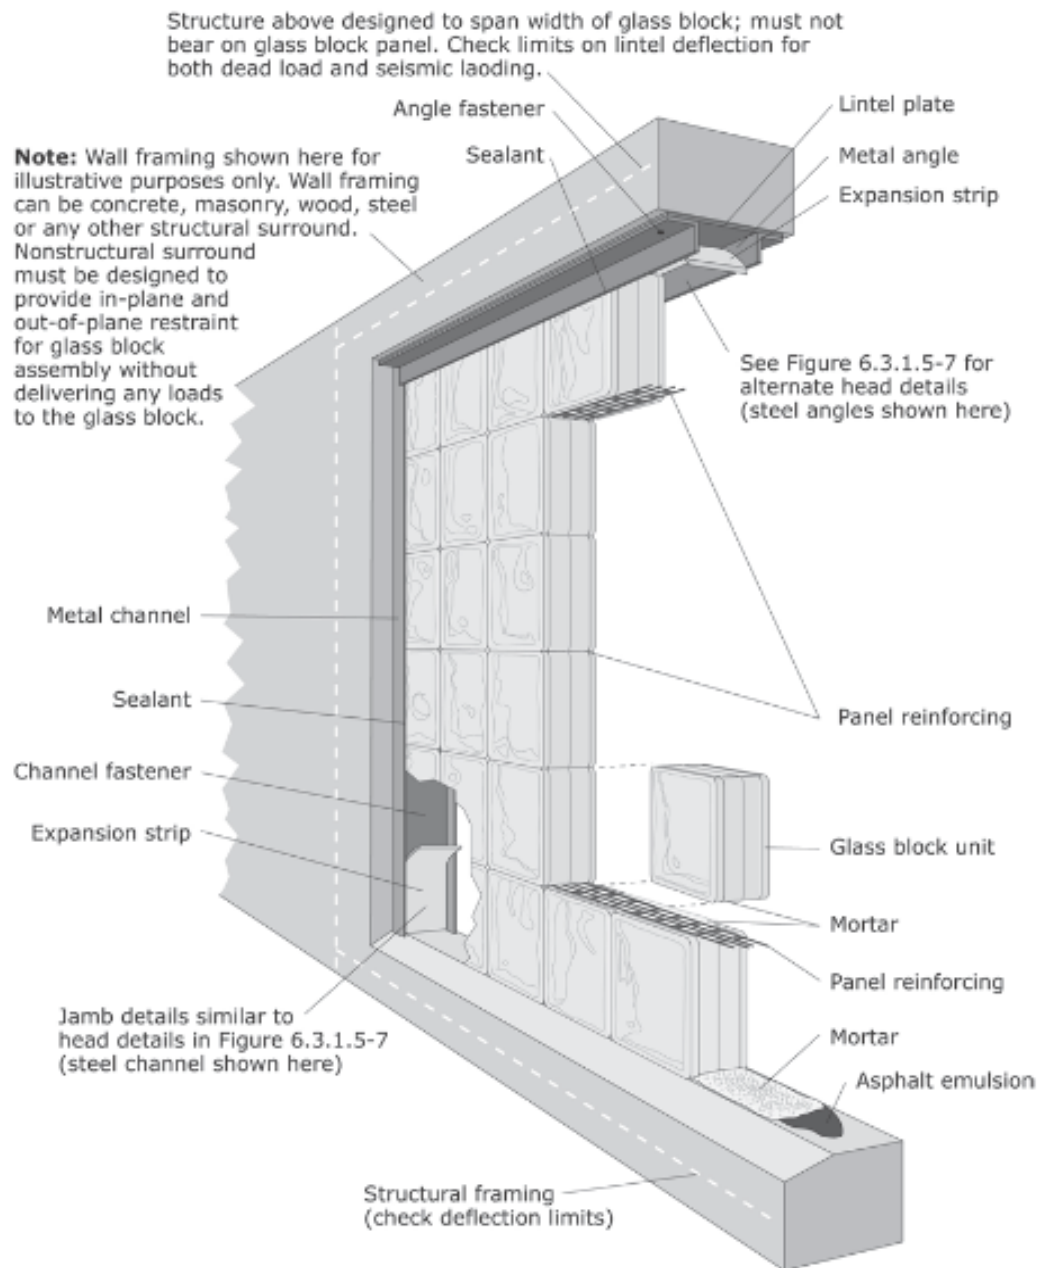 Structure above designed to span width of glass block; must not
bear on glass block panel. Check limits on lintel deflection for
both dead load and seismic laoding.
Angle fastener
Lintel plate
Sealant
Metal angle
Expansion strip
Note: Wall framing shown here for
illustrative purposes only. Wall framing
can be concrete, masonry, wood, steel
or any other structural surround.
Nonstructural surround
must be designed to
provide in-plane and
out-of-plane restraint
for glass block
assembly without
delivering any loads
to the glass block.
See Figure 6.3.1.5-7 for
alternate head details
(steel angles shown here)
Metal channel
Sealant
Panel reinforcing
Channel fastener
Expansion strip
Glass block unit
Mortar
Panel reinforcing
Jamb details similar to
head details in Figure 6.3.1.5-7
(steel channel shown here)
Mortar
Asphalt emulsion
Structural framing
(check deflection limits)